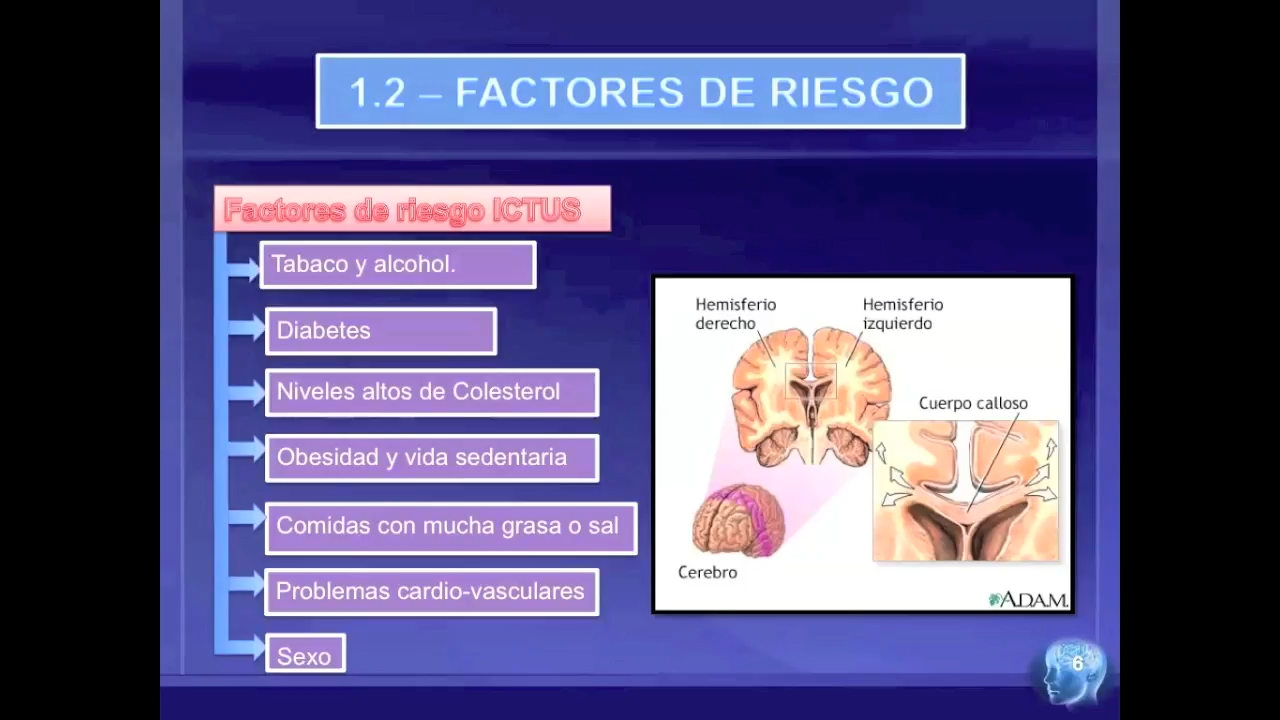 1.2 – FACTORES DE RIESGO
Factores de riesgo ICTUS
Tabaco y alcohol.
Diabetes
Niveles altos de Colesterol
Obesidad y vida sedentaria
Comidas con mucha grasa o sal
Problemas cardio-vasculares
Sexo
Hemisferio
derecho
Hemisferio
izquierdo
Cuerpo calloso
Cerebro
A.D.A.M.
6